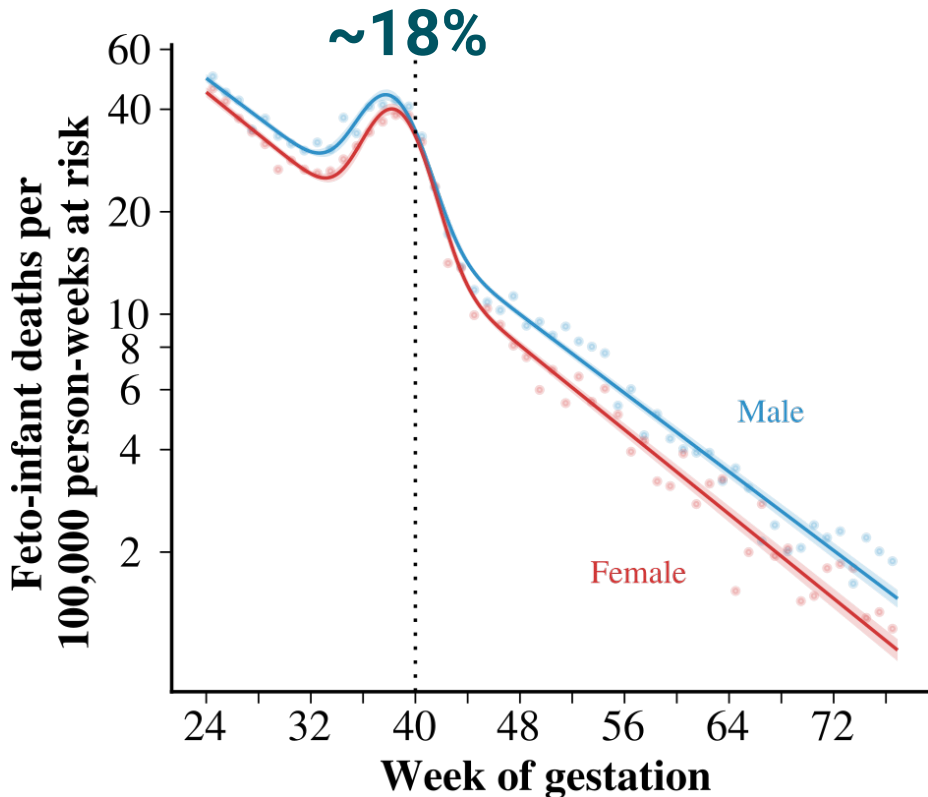 ~18%
Feto-infant deaths per
100,000 person-weeks at risk
60
40
20
10
8
6
4
2
Male
Female
24 32 40 48 56 64 72
Week of gestation